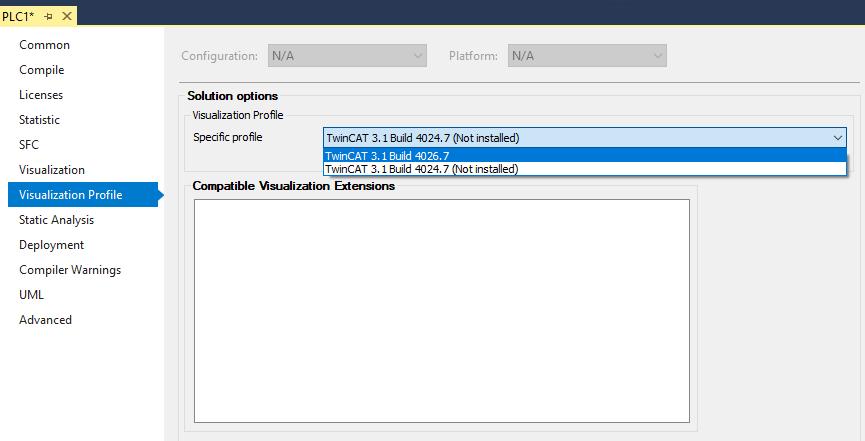 PLC1*
Common
Compile
Licenses
Statistic
SFC
Visualization
Visualization Profile
Static Analysis
Deployment
Compiler Warnings
UML
Advanced
Configuration: N/A Platform: N/A
Solution options
Visualization Profile
Specific profile TwinCAT 3.1 Build 4024.7 (Not installed)
TwinCAT 3.1 Build 4026.7
TwinCAT 3.1 Build 4024.7 (Not installed)
Compatible Visualization Extensions